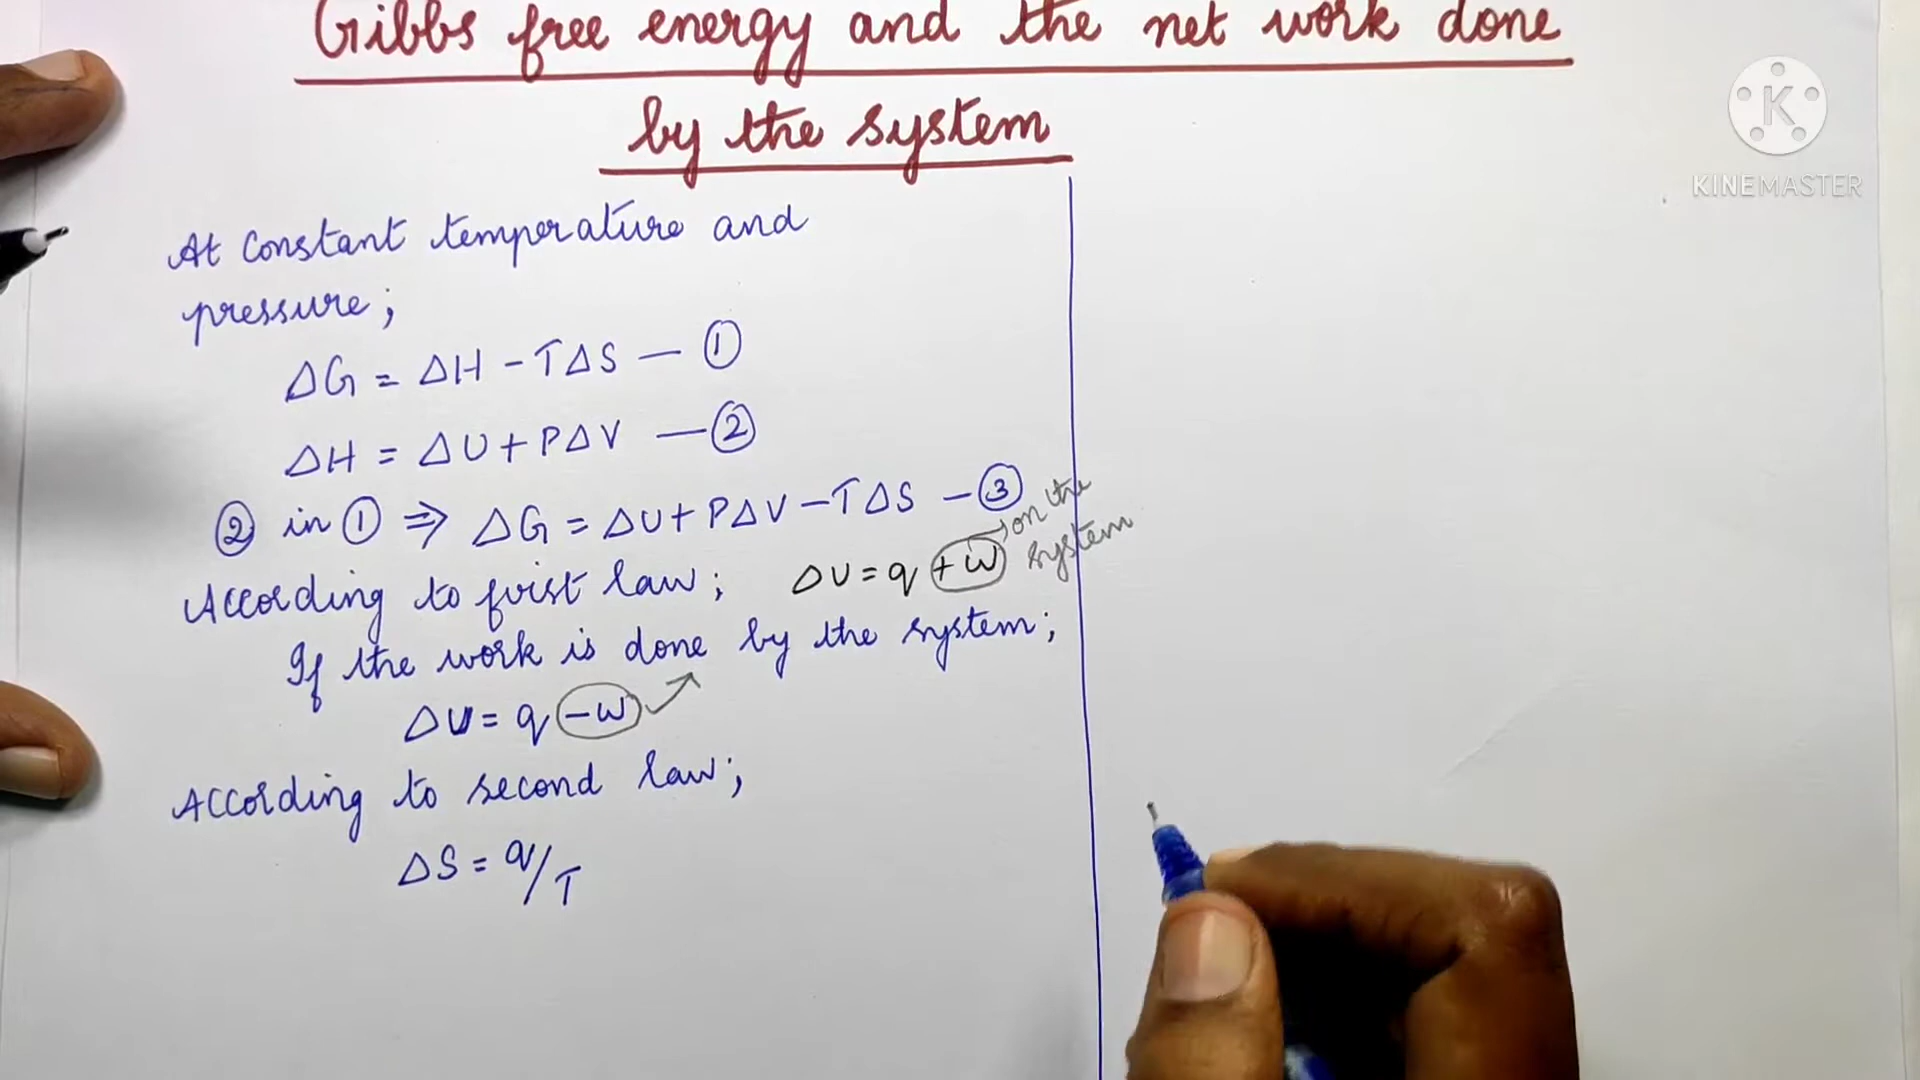 Gibbs free energy and the net work done
by the system
KINEMASTER
At constant temperature and
pressure;
ΔG = ΔH - TΔS — ①
ΔH = ΔU + PΔV — ②
② in ① ⇒ ΔG = ΔU + PΔV - TΔS - ③
According to first law; ΔU = q + w → on the system
If the work is done by the system;
ΔU = q - w
According to second law;
ΔS = q/T